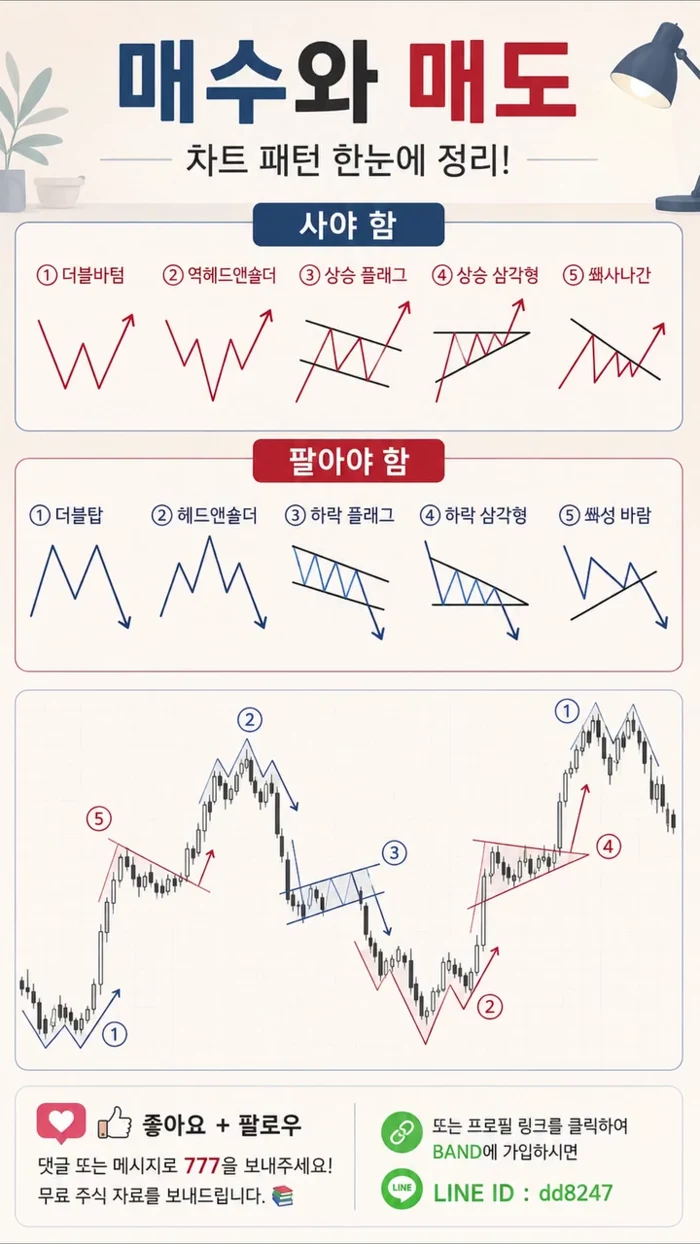 매수와 매도
차트 패턴 한눈에 정리!
사야 함
① 더블바텀
② 역헤드앤숄더
③ 상승 플래그
④ 상승 삼각형
⑤ 쐐사나간
팔아야 함
① 더블탑
② 헤드앤숄더
③ 하락 플래그
④ 하락 삼각형
⑤ 쐐성 바람
②
①
⑤
③
④
②
①
좋아요 + 팔로우
댓글 또는 메시지로 777을 보내주세요!
무료 주식 자료를 보내드립니다.
또는 프로필 링크를 클릭하여
BAND에 가입하시면
LINE
LINE ID : dd8247